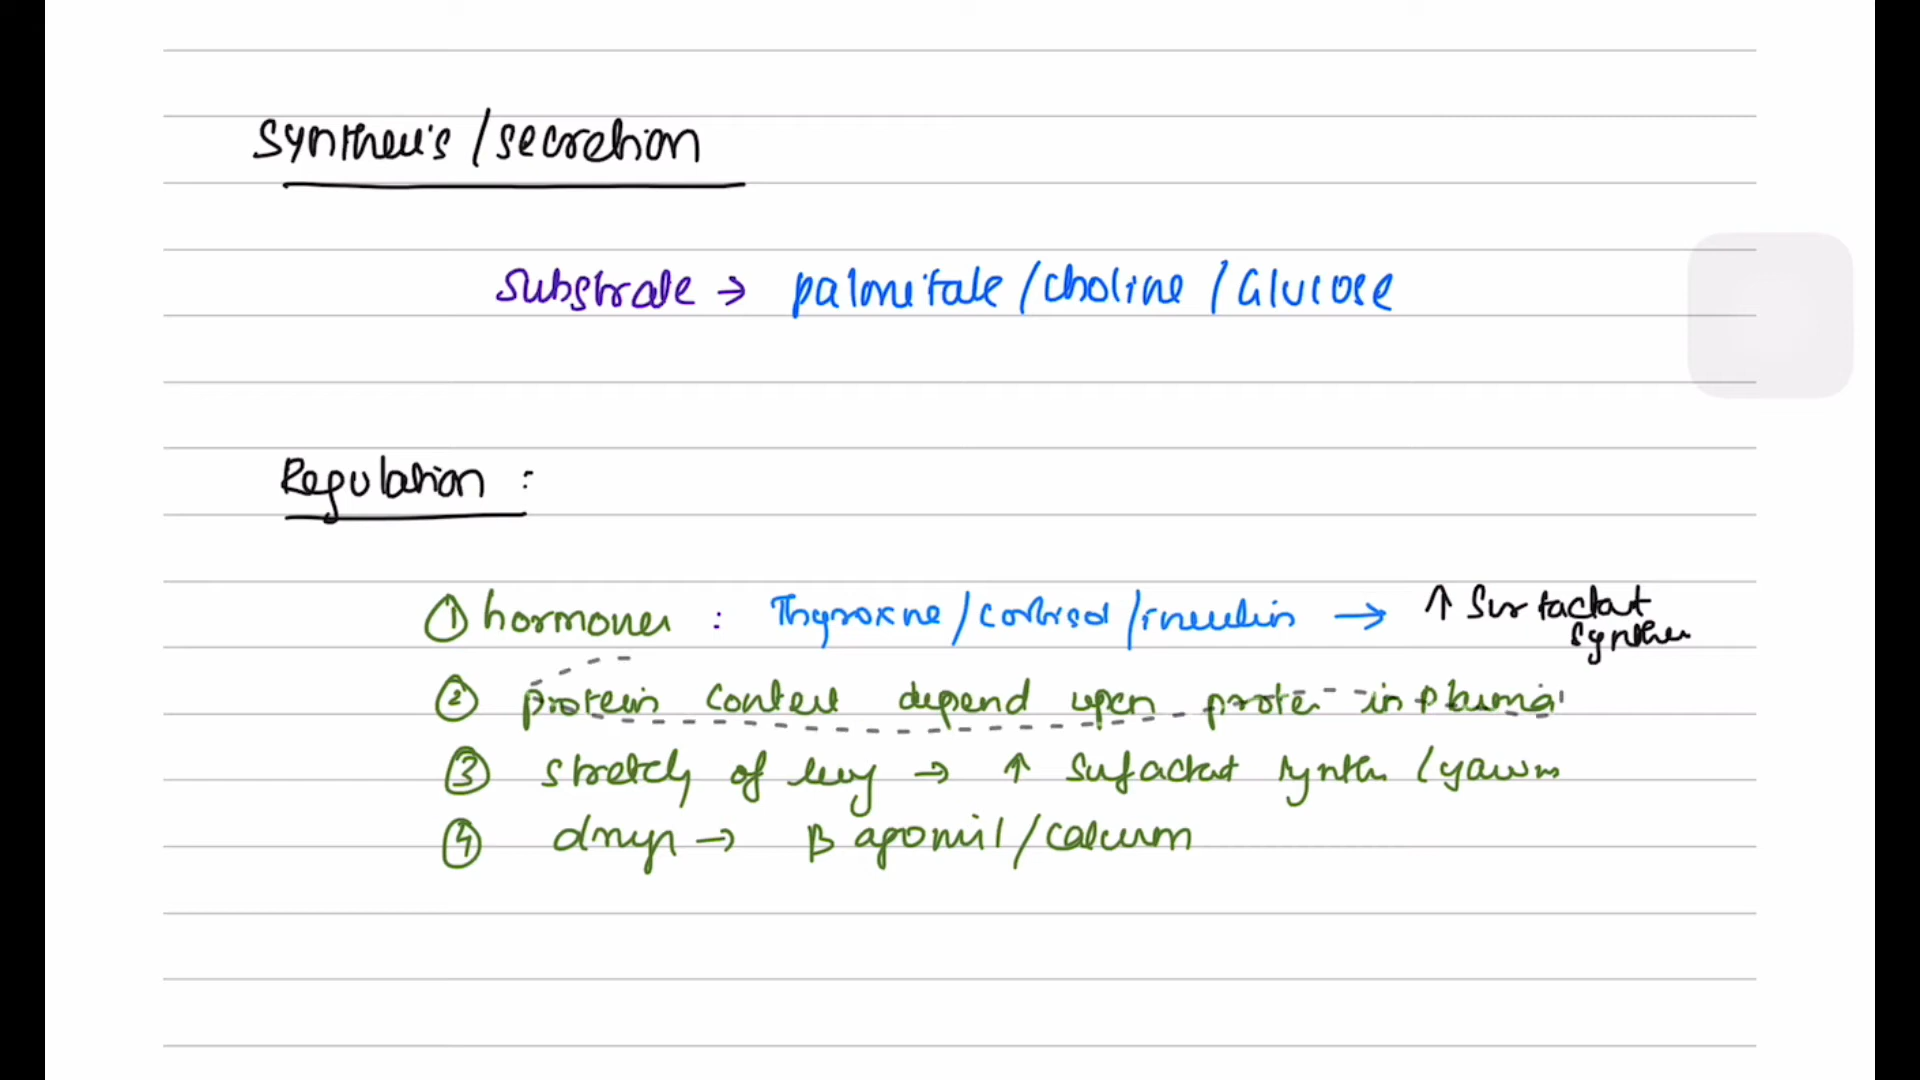 Synthesis / secretion
Substrate → palmitate / choline / Glucose
Regulation :
① hormones : Thyroxine / cortisol / insulin → ↑ Surfactant synthesis
② protein content depend upon protein in plasma
③ stretch of lung → ↑ Surfactant synthesis / yawn
④ drugs → B agonist / calcium